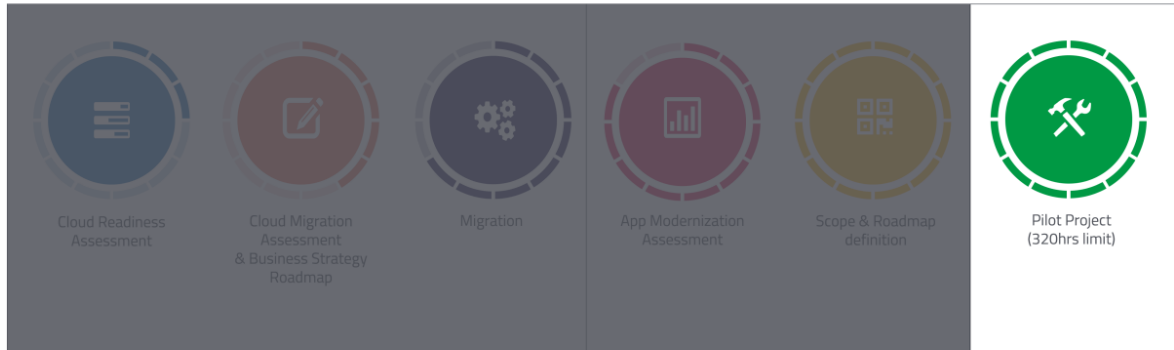 Cloud Readiness
Assessment
Cloud Migration
Assessment
& Business Strategy
Roadmap
Migration
App Modernization
Assessment
Scope & Roadmap
definition
Pilot Project
(320hrs limit)